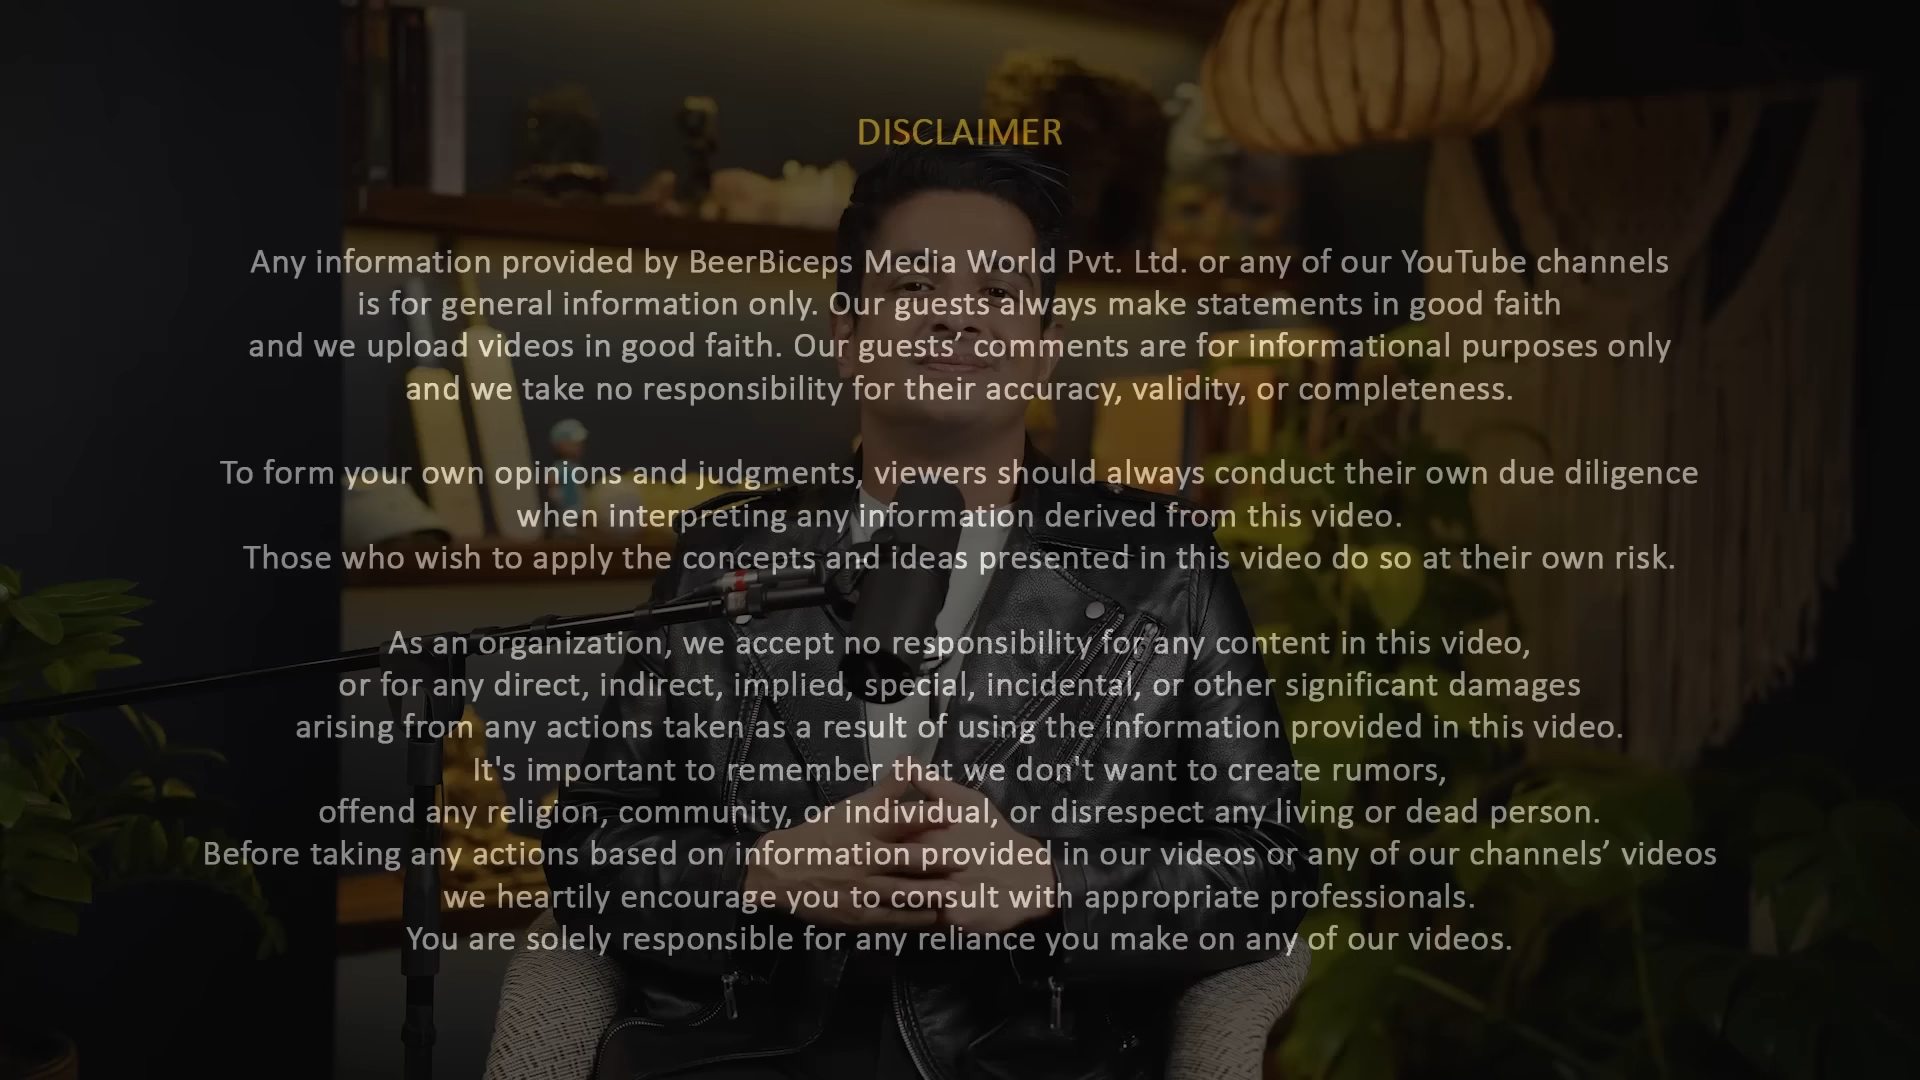 DISCLAIMER
Any information provided by BeerBiceps Media World Pvt. Ltd. or any of our YouTube channels
is for general information only. Our guests always make statements in good faith
and we upload videos in good faith. Our guests’ comments are for informational purposes only
and we take no responsibility for their accuracy, validity, or completeness.
To form your own opinions and judgments, viewers should always conduct their own due diligence
when interpreting any information derived from this video.
Those who wish to apply the concepts and ideas presented in this video do so at their own risk.
As an organization, we accept no responsibility for any content in this video,
or for any direct, indirect, implied, special, incidental, or other significant damages
arising from any actions taken as a result of using the information provided in this video.
It's important to remember that we don't want to create rumors,
offend any religion, community, or individual, or disrespect any living or dead person.
Before taking any actions based on information provided in our videos or any of our channels’ videos
we heartily encourage you to consult with appropriate professionals.
You are solely responsible for any reliance you make on any of our videos.